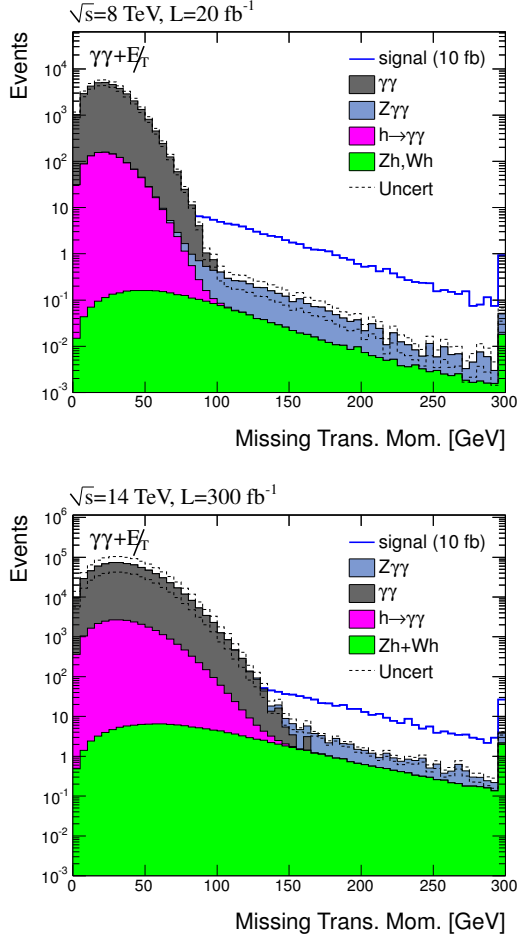 √s=8 TeV, L=20 fb⁻¹
Events
γγ+E̸T
signal (10 fb)
γγ
Zγγ
h→γγ
Zh,Wh
Uncert
10⁴
10³
10²
10
1
10⁻¹
10⁻²
10⁻³
0 50 100 150 200 250 300
Missing Trans. Mom. [GeV]
√s=14 TeV, L=300 fb⁻¹
Events
γγ+E̸T
signal (10 fb)
Zγγ
γγ
h→γγ
Zh+Wh
Uncert
10⁶
10⁵
10⁴
10³
10²
10
1
10⁻¹
10⁻²
10⁻³
0 50 100 150 200 250 300
Missing Trans. Mom. [GeV]